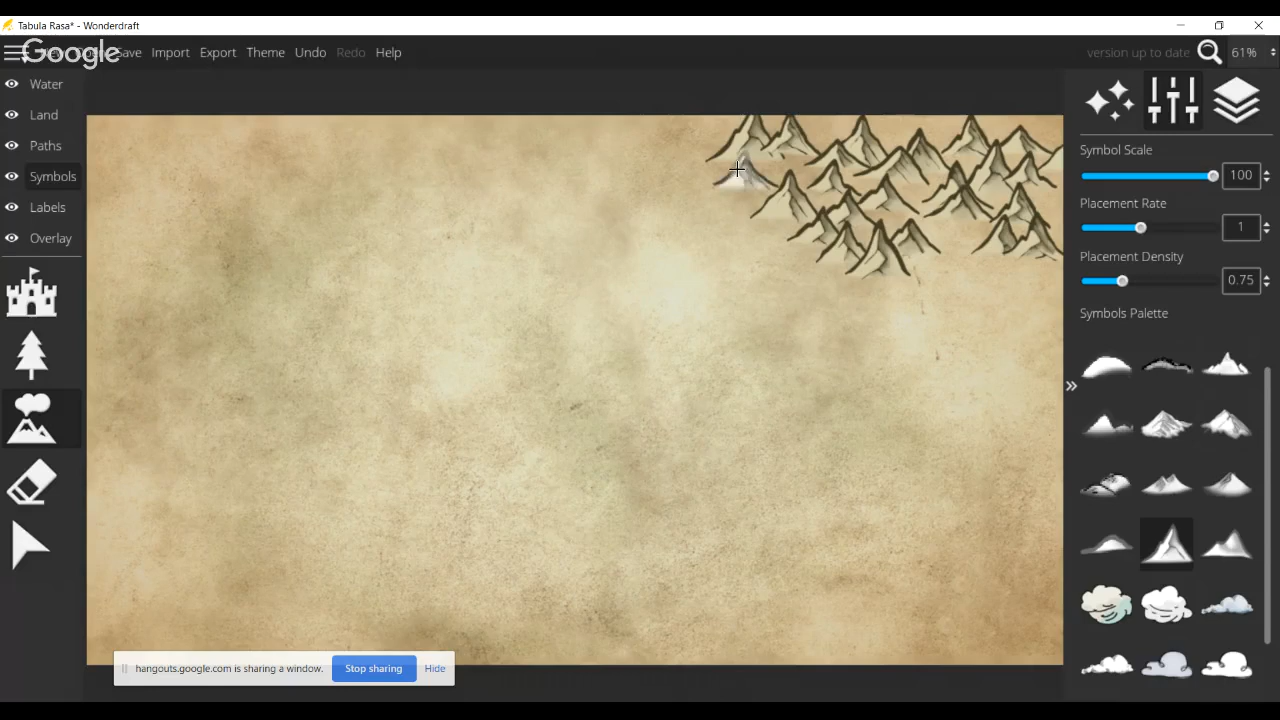 Tabula Rasa* - Wonderdraft
Google
Save Import Export Theme Undo Redo Help version up to date 61%
Water
Land
Paths
Symbols
Labels
Overlay
Symbol Scale
100
Placement Rate
1
Placement Density
0.75
Symbols Palette
hangouts.google.com is sharing a window. Stop sharing Hide